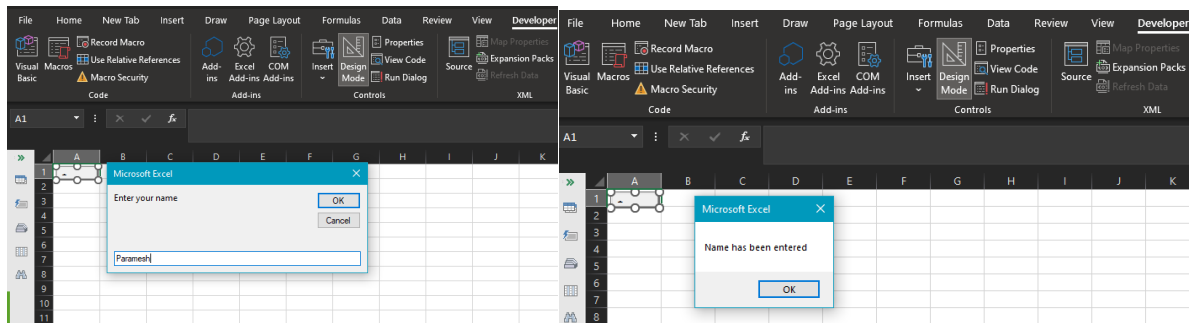 File Home New Tab Insert Draw Page Layout Formulas Data Review View Developer
Record Macro
Use Relative References
Macro Security
Visual Basic
Macros
Code
Add-ins
Excel Add-ins
COM Add-ins
Add-ins
Insert
Design Mode
Properties
View Code
Run Dialog
Controls
Source
Map Properties
Expansion Packs
Refresh Data
XML
A1
fx
A B C D E F G H I J K
1
2
3
4
5
6
7
8
9
10
11
Microsoft Excel
Enter your name
OK
Cancel
Paramesh
File Home New Tab Insert Draw Page Layout Formulas Data Review View Developer
Record Macro
Use Relative References
Macro Security
Visual Basic
Macros
Code
Add-ins
Excel Add-ins
COM Add-ins
Add-ins
Insert
Design Mode
Properties
View Code
Run Dialog
Controls
Source
Map Properties
Expansion Packs
Refresh Data
XML
A1
fx
A B C D E F G H I J K
1
2
3
4
5
6
7
8
Microsoft Excel
Name has been entered
OK